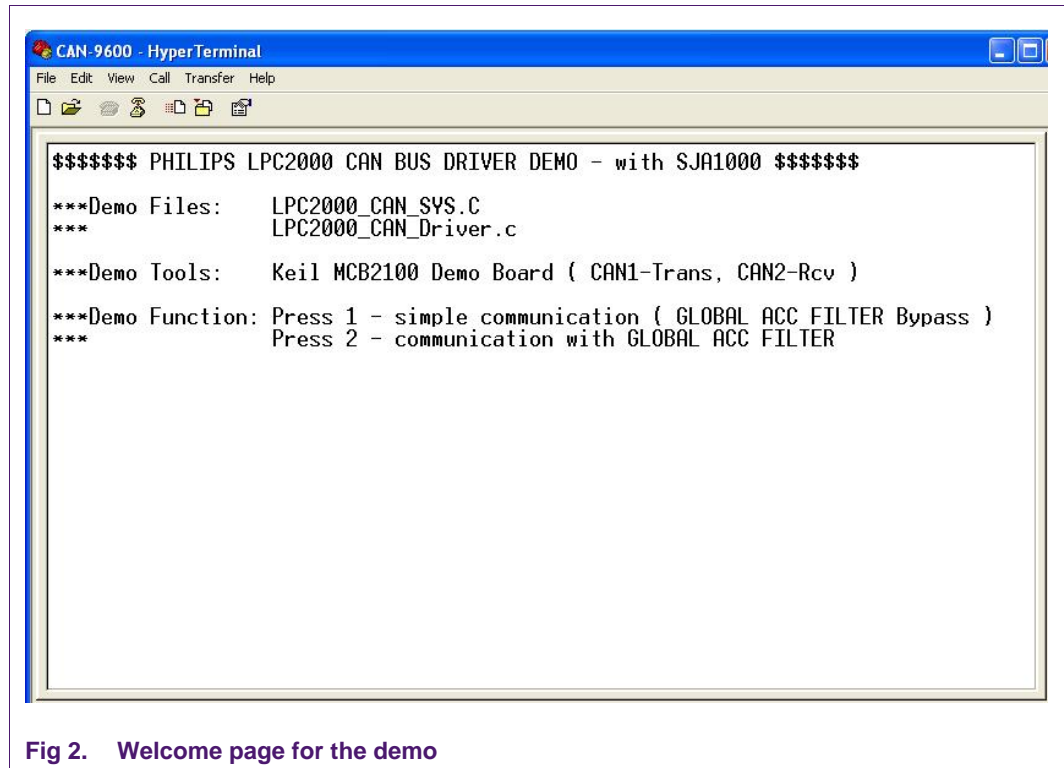 CAN-9600 - HyperTerminal
File Edit View Call Transfer Help
$$$$$$$ PHILIPS LPC2000 CAN BUS DRIVER DEMO - with SJA1000 $$$$$$$
***Demo Files: LPC2000_CAN_SYS.C
*** LPC2000_CAN_Driver.c
***Demo Tools: Keil MCB2100 Demo Board ( CAN1-Trans, CAN2-Rcv )
***Demo Function: Press 1 - simple communication ( GLOBAL ACC FILTER Bypass )
*** Press 2 - communication with GLOBAL ACC FILTER
Fig 2. Welcome page for the demo